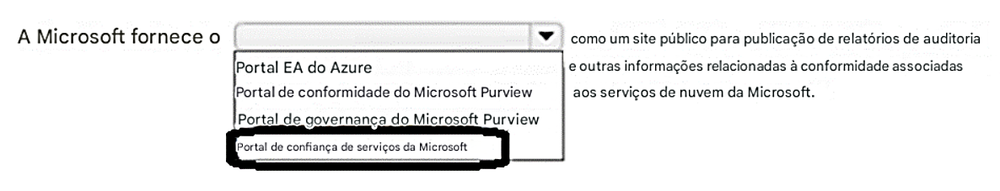 A Microsoft fornece o
Portal EA do Azure
Portal de conformidade do Microsoft Purview
Portal de governança do Microsoft Purview
Portal de confiança de serviços da Microsoft
como um site público para publicação de relatórios de auditoria
e outras informações relacionadas à conformidade associadas
aos serviços de nuvem da Microsoft.